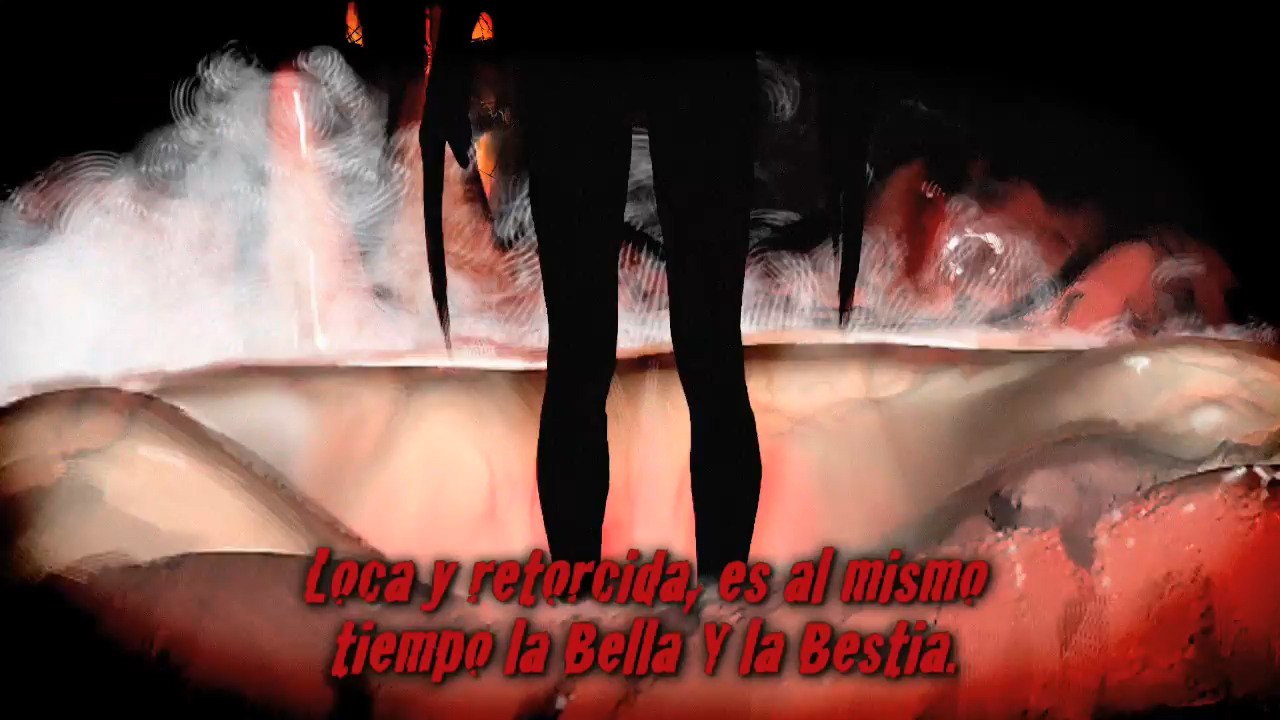 Loca y retorcida, es al mismo
tiempo la Bella Y la Bestia.